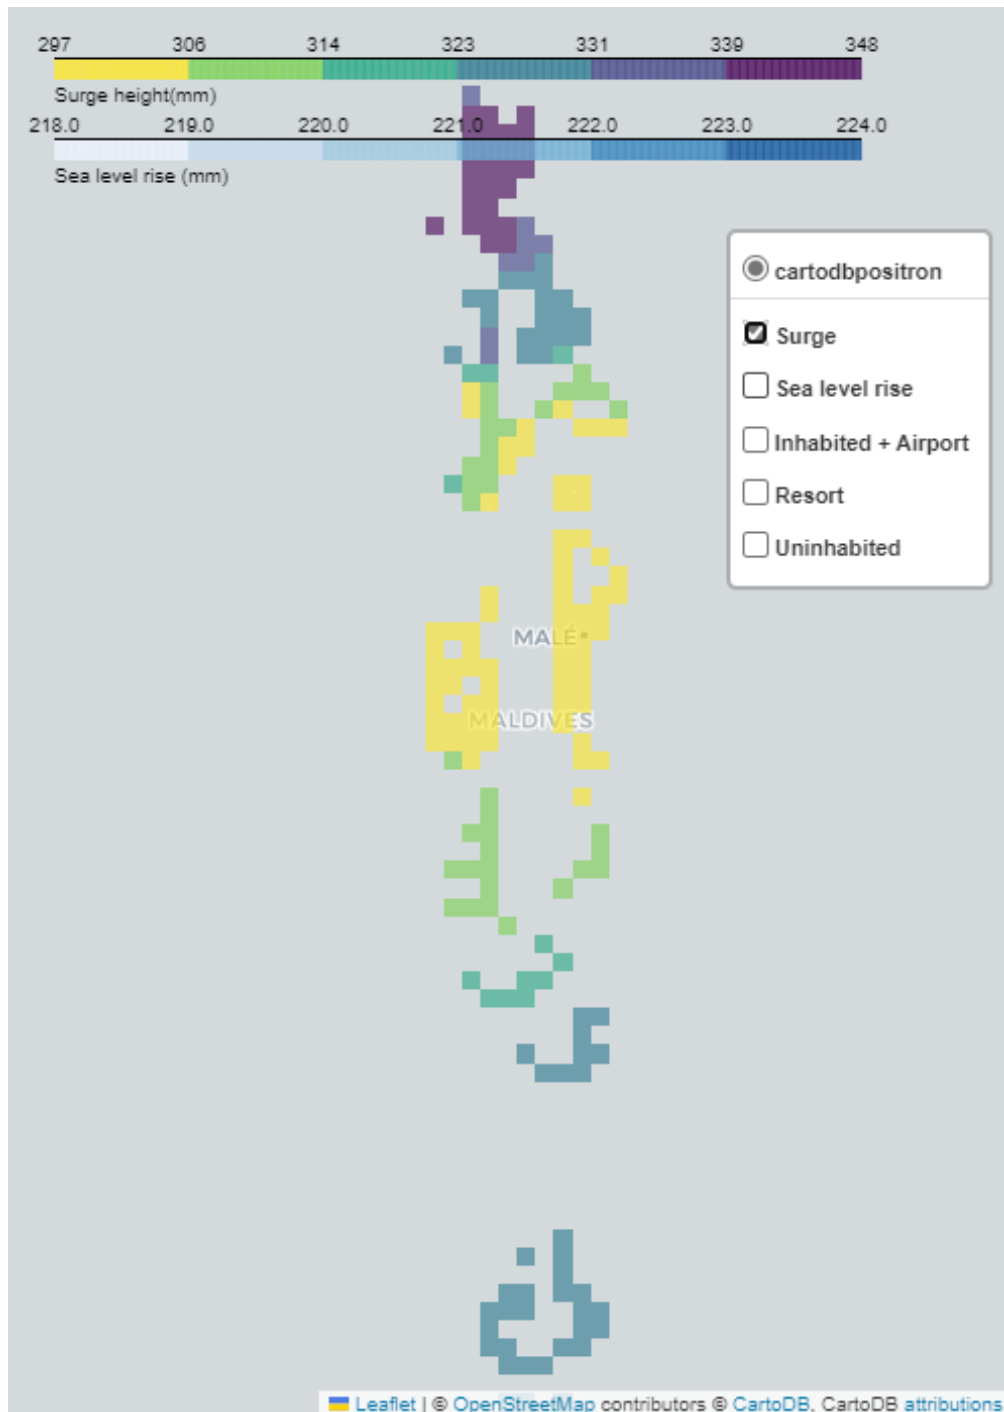 297 306 314 323 331 339 348
Surge height(mm)
218.0 219.0 220.0 221.0 222.0 223.0 224.0
Sea level rise (mm)
cartodbpositron
Surge
Sea level rise
Inhabited + Airport
Resort
Uninhabited
MALÉ
MALDIVES
Leaflet | © OpenStreetMap contributors © CartoDB, CartoDB attributions